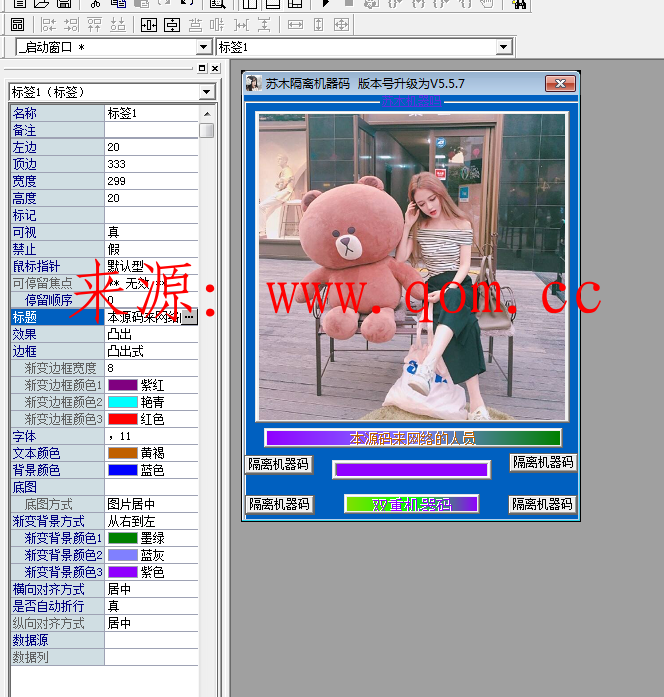 _启动窗口 *
标签1
标签1（标签）
名称 标签1
备注
左边 20
顶边 333
宽度 299
高度 20
标记
可视 真
禁止 假
鼠标指针 默认型
可停留焦点 ** 无效 **
停留顺序 0
标题 本源码来网络
效果 凸出
边框 凸出式
渐变边框宽度 8
渐变边框颜色1 紫红
渐变边框颜色2 艳青
渐变边框颜色3 红色
字体 , 11
文本颜色 黄褐
背景颜色 蓝色
底图
底图方式 图片居中
渐变背景方式 从右到左
渐变背景颜色1 墨绿
渐变背景颜色2 蓝灰
渐变背景颜色3 紫色
横向对齐方式 居中
是否自动折行 真
纵向对齐方式 居中
数据源
数据列
苏木隔离机器码 版本号升级为V5.5.7
来源：www.qom.cc
本源码来网络的人员
隔离机器码
隔离机器码
隔离机器码
双重机器码
隔离机器码